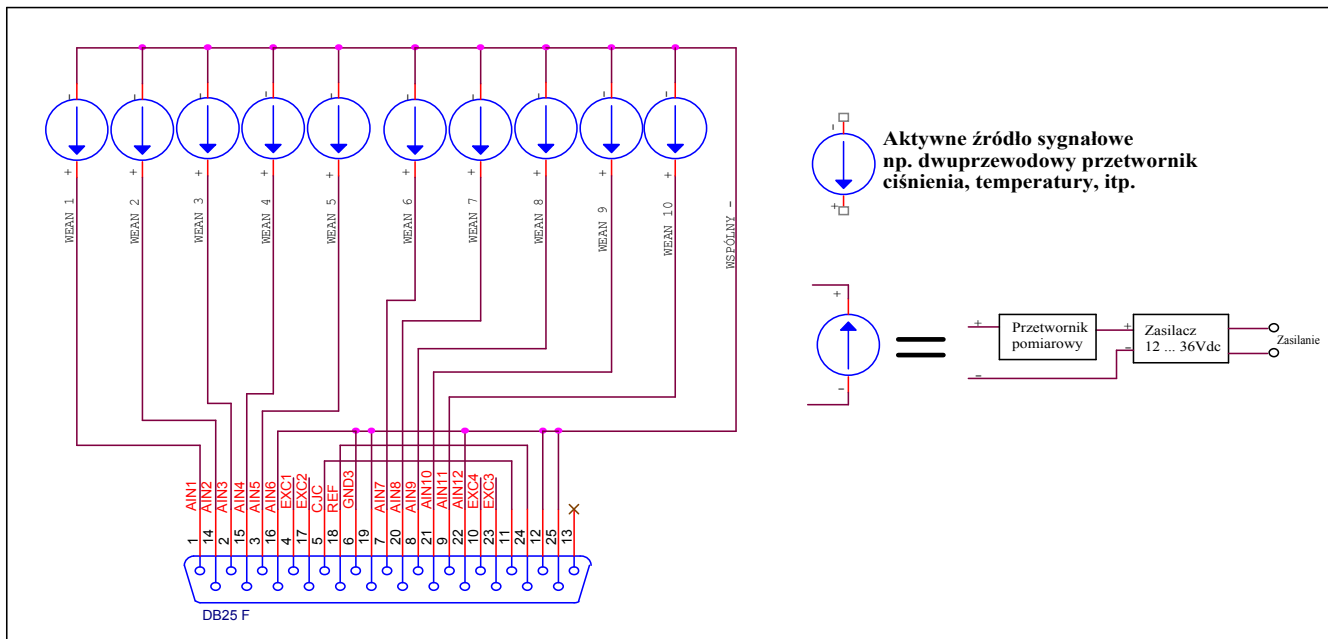 - - - - - - - - - -
+ + + + + + + + + +
WEAN 1
WEAN 2
WEAN 3
WEAN 4
WEAN 5
WEAN 6
WEAN 7
WEAN 8
WEAN 9
WEAN 10
WSPÓLNY -
-
+
Aktywne źródło sygnałowe
np. dwuprzewodowy przetwornik
ciśnienia, temperatury, itp.
+
-
+
-
Przetwornik
pomiarowy
+
-
Zasilacz
12 ... 36Vdc
Zasilanie
AIN1
AIN2
AIN3
AIN4
AIN5
AIN6
EXC1
EXC2
CJC
REF
GND3
AIN7
AIN8
AIN9
AIN10
AIN11
AIN12
EXC4
EXC3
1
14
2
15
3
16
4
17
5
18
6
19
7
20
8
21
9
22
10
23
11
24
12
25
13
DB25 F